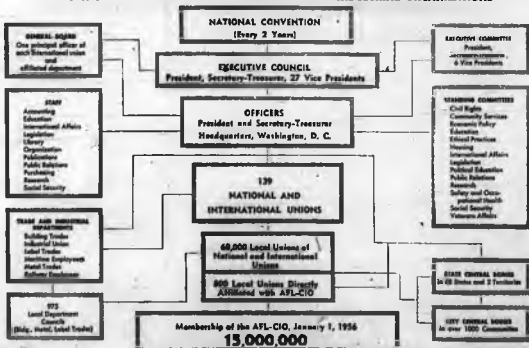 NATIONAL CONVENTION
(Every 2 Years)
GENERAL BOARD
One principal officer of
each international union
and
affiliated department
EXECUTIVE COUNCIL
President, Secretary-Treasurer, 27 Vice Presidents
EXECUTIVE COMMITTEE
President,
Secretary-Treasurer,
6 Vice Presidents
OFFICERS
President and Secretary-Treasurer
Headquarters, Washington, D. C.
STAFF
Accounting
Education
International Affairs
Legislation
Library
Organization
Publications
Public Relations
Purchasing
Research
Social Security
STANDING COMMITTEES
Civil Rights
Community Services
Economic Policy
Education
Ethical Practices
Housing
International Affairs
Legislation
Political Education
Public Relations
Research
Safety and Occu-
pational Health
Social Security
Veterans Affairs
139
NATIONAL AND
INTERNATIONAL UNIONS
TRADE AND INDUSTRIAL
DEPARTMENTS
Building Trades
Industrial Union
Label Trades
Maritime Employees
Metal Trades
Railway Employees
60,000 Local Unions of
National and International
Unions
800 Local Unions Directly
Affiliated with AFL-CIO
STATE CENTRAL BODIES
in 48 States and 2 Territories
975
Local Department
Councils
(Bldg., Metal, Label Trades)
CITY CENTRAL BODIES
in over 1000 Communities
Membership of the AFL-CIO, January 1, 1956
15,000,000